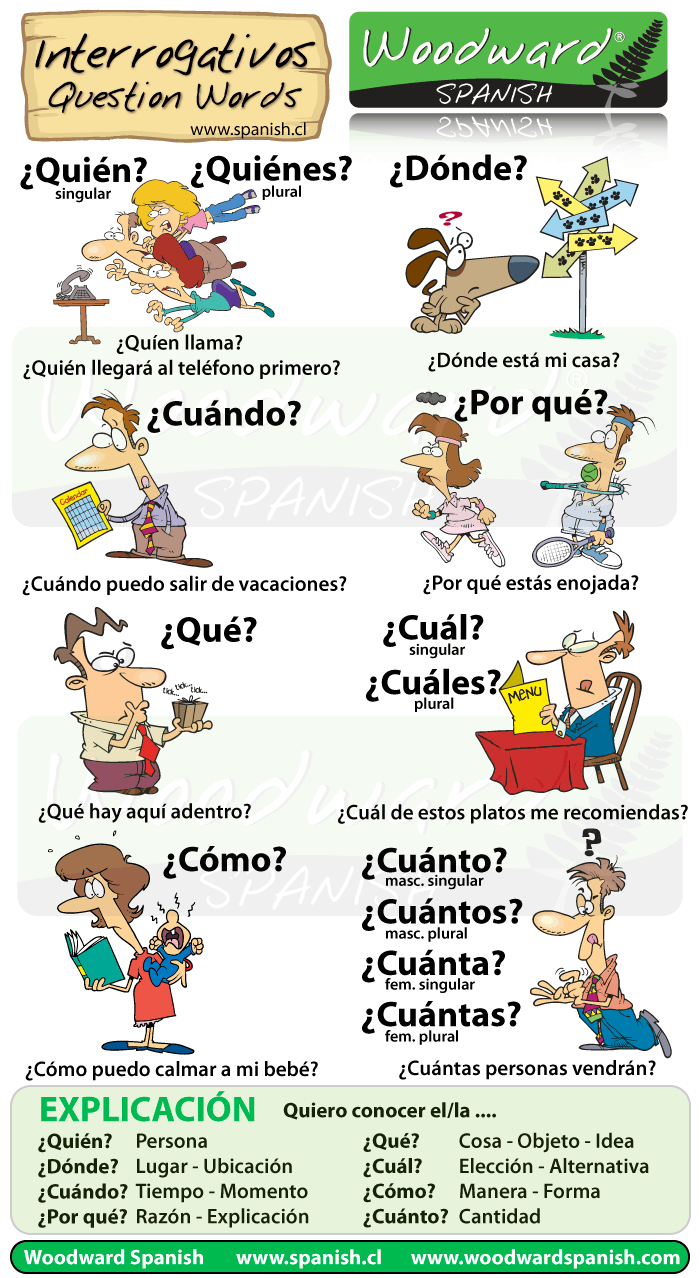 Interrogativos
Question Words
www.spanish.cl
Woodward®
SPANISH
¿Quién?
singular
¿Quiénes?
plural
¿Quíen llama?
¿Quién llegará al teléfono primero?
¿Dónde?
?
¿Dónde está mi casa?
¿Cuándo?
Calendar
¿Cuándo puedo salir de vacaciones?
¿Por qué?
¿Por qué estás enojada?
¿Qué?
tick... tick... tick...
¿Qué hay aquí adentro?
¿Cuál?
singular
¿Cuáles?
plural
MENU
¿Cuál de estos platos me recomiendas?
¿Cómo?
¿Cómo puedo calmar a mi bebé?
¿Cuánto?
masc. singular
¿Cuántos?
masc. plural
¿Cuánta?
fem. singular
¿Cuántas?
fem. plural
?
¿Cuántas personas vendrán?
Woodward®
SPANISH
Woodward
SPANISH
EXPLICACIÓN Quiero conocer el/la ....
¿Quién? Persona ¿Qué? Cosa - Objeto - Idea
¿Dónde? Lugar - Ubicación ¿Cuál? Elección - Alternativa
¿Cuándo? Tiempo - Momento ¿Cómo? Manera - Forma
¿Por qué? Razón - Explicación ¿Cuánto? Cantidad
Woodward Spanish www.spanish.cl www.woodwardspanish.com